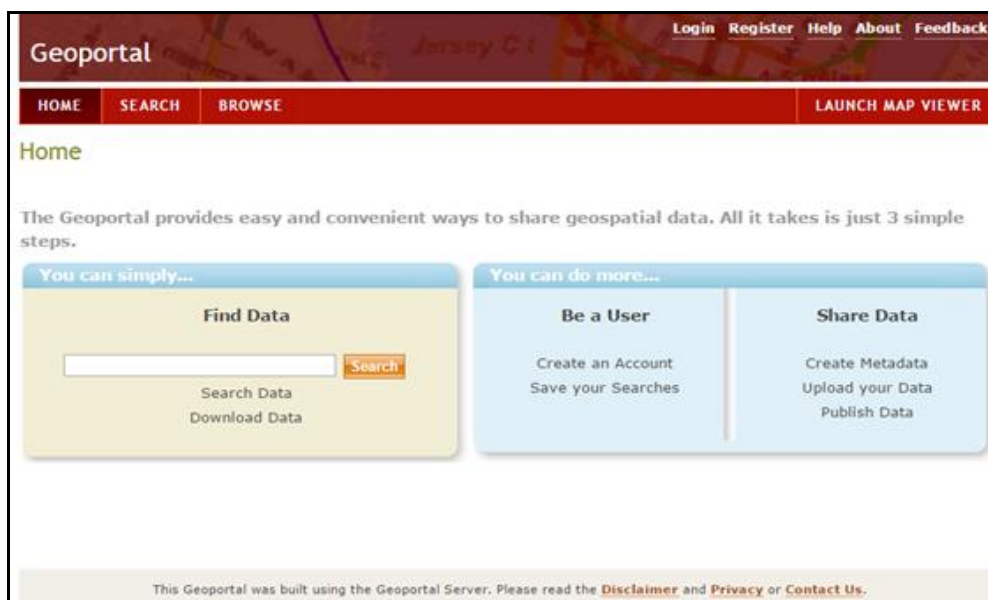 Login Register Help About Feedback
Geoportal
Jersey Ct
HOME SEARCH BROWSE LAUNCH MAP VIEWER
Home
The Geoportal provides easy and convenient ways to share geospatial data. All it takes is just 3 simple
steps.
You can simply...
Find Data
Search
Search Data
Download Data
You can do more...
Be a User
Create an Account
Save your Searches
Share Data
Create Metadata
Upload your Data
Publish Data
This Geoportal was built using the Geoportal Server. Please read the Disclaimer and Privacy or Contact Us.